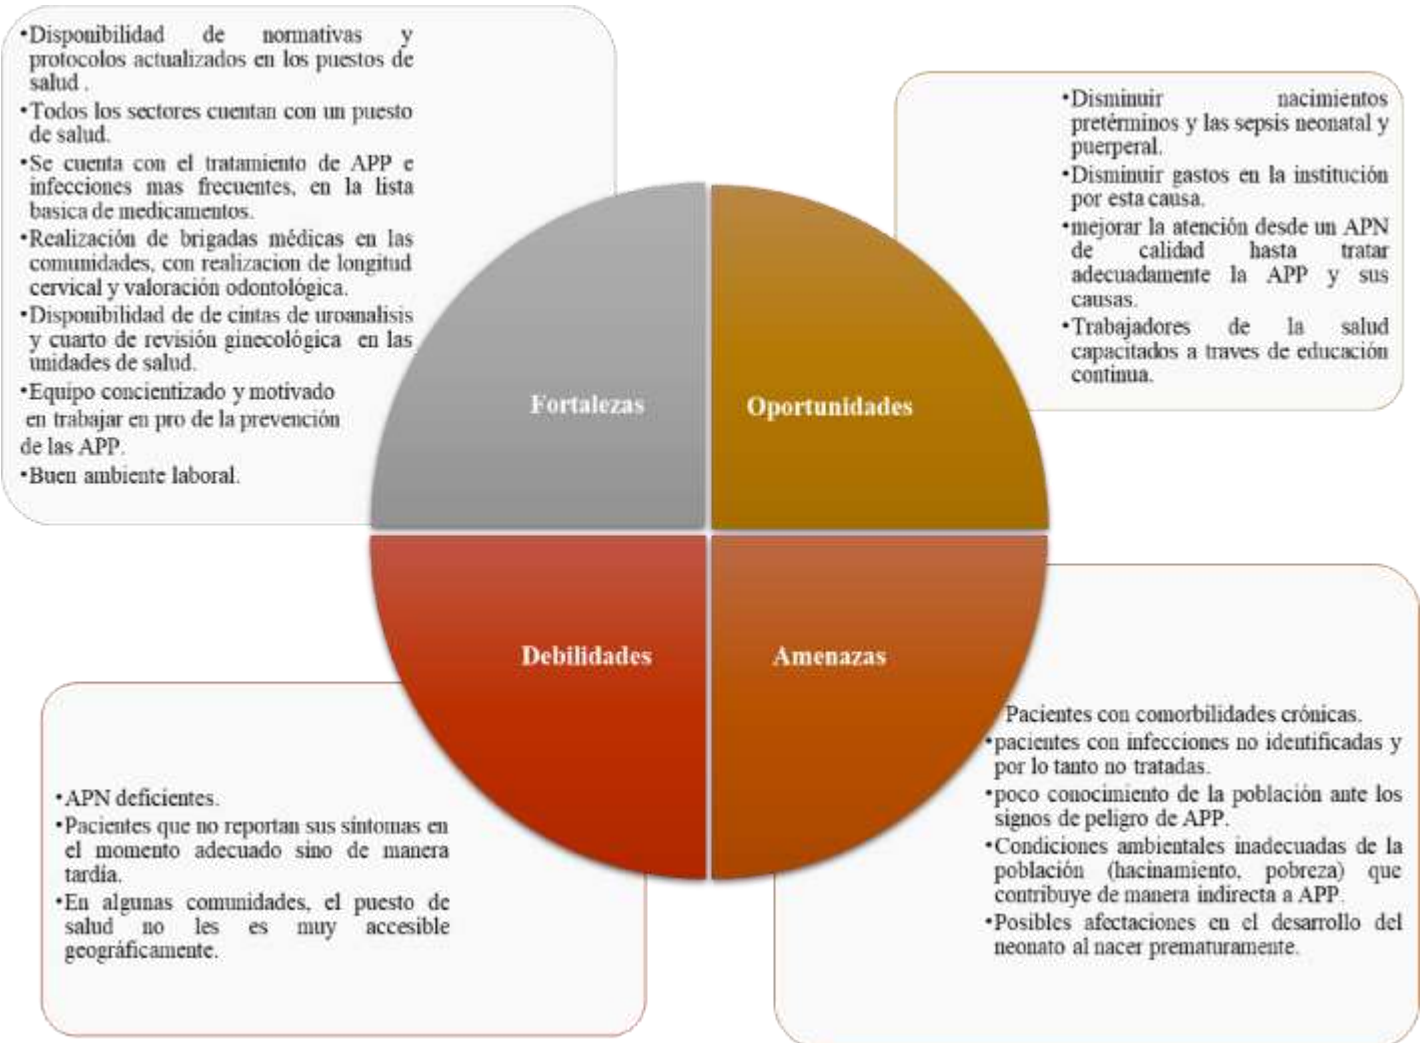 •Disponibilidad de normativas y
protocolos actualizados en los puestos de
salud .
•Todos los sectores cuentan con un puesto
de salud.
•Se cuenta con el tratamiento de APP e
infecciones mas frecuentes, en la lista
basica de medicamentos.
•Realización de brigadas médicas en las
comunidades, con realizacion de longitud
cervical y valoración odontológica.
•Disponibilidad de de cintas de uroanalisis
y cuarto de revisión ginecológica en las
unidades de salud.
•Equipo concientizado y motivado
en trabajar en pro de la prevención
de las APP.
•Buen ambiente laboral.
•Disminuir nacimientos
pretérminos y las sepsis neonatal y
puerperal.
•Disminuir gastos en la institución
por esta causa.
•mejorar la atención desde un APN
de calidad hasta tratar
adecuadamente la APP y sus
causas.
•Trabajadores de la salud
capacitados a traves de educación
continua.
Fortalezas
Oportunidades
Debilidades
Amenazas
•APN deficientes.
•Pacientes que no reportan sus síntomas en
el momento adecuado sino de manera
tardía.
•En algunas comunidades, el puesto de
salud no les es muy accesible
geográficamente.
Pacientes con comorbilidades crónicas.
•pacientes con infecciones no identificadas y
por lo tanto no tratadas.
•poco conocimiento de la población ante los
signos de peligro de APP.
•Condiciones ambientales inadecuadas de la
población (hacinamiento, pobreza) que
contribuye de manera indirecta a APP.
•Posibles afectaciones en el desarrollo del
neonato al nacer prematuramente.